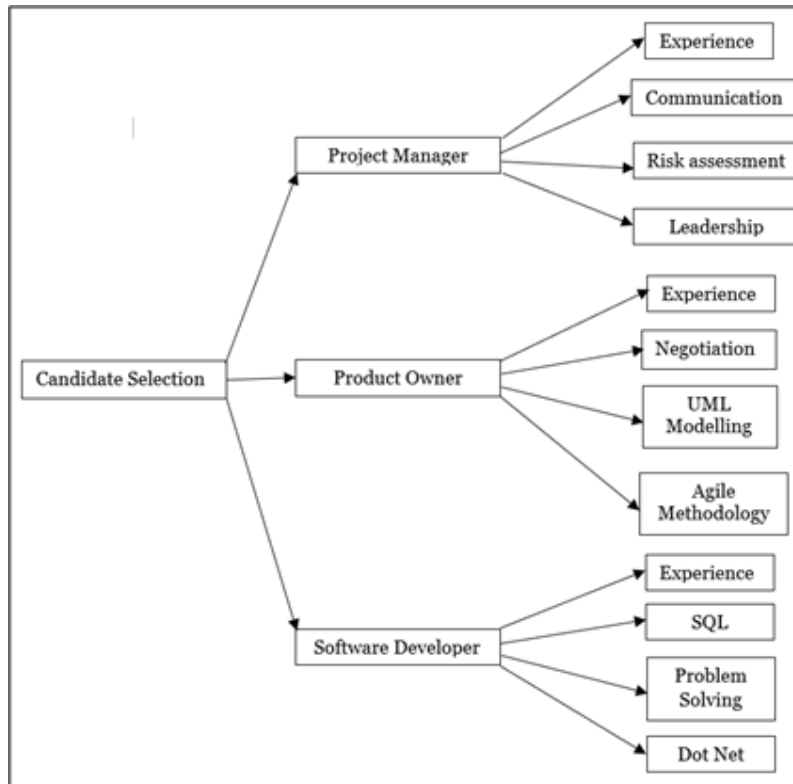 Experience
Communication
Project Manager
Risk assessment
Leadership
Experience
Negotiation
Candidate Selection
Product Owner
UML
Modelling
Agile
Methodology
Experience
SQL
Software Developer
Problem
Solving
Dot Net